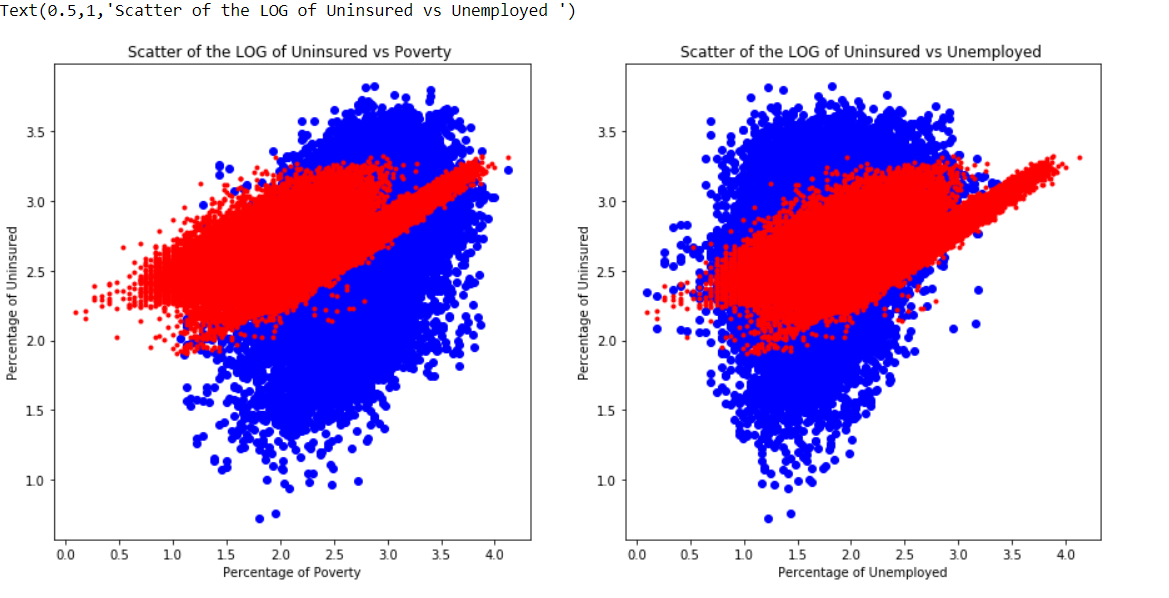 Text(0.5,1,'Scatter of the LOG of Uninsured vs Unemployed ')
Scatter of the LOG of Uninsured vs Poverty
Percentage of Uninsured
3.5
3.0
2.5
2.0
1.5
1.0
0.0 0.5 1.0 1.5 2.0 2.5 3.0 3.5 4.0
Percentage of Poverty
Scatter of the LOG of Uninsured vs Unemployed
Percentage of Uninsured
3.5
3.0
2.5
2.0
1.5
1.0
0.0 0.5 1.0 1.5 2.0 2.5 3.0 3.5 4.0
Percentage of Unemployed